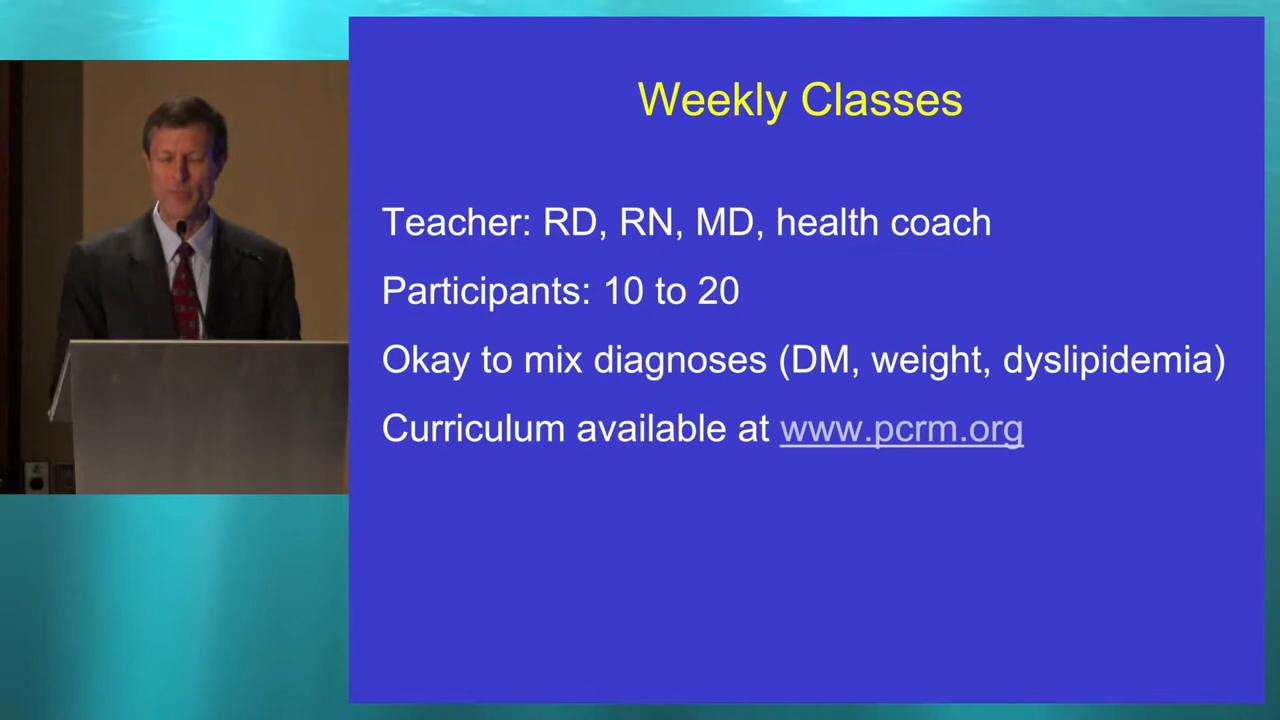 Weekly Classes
Teacher: RD, RN, MD, health coach
Participants: 10 to 20
Okay to mix diagnoses (DM, weight, dyslipidemia)
Curriculum available at www.pcrm.org